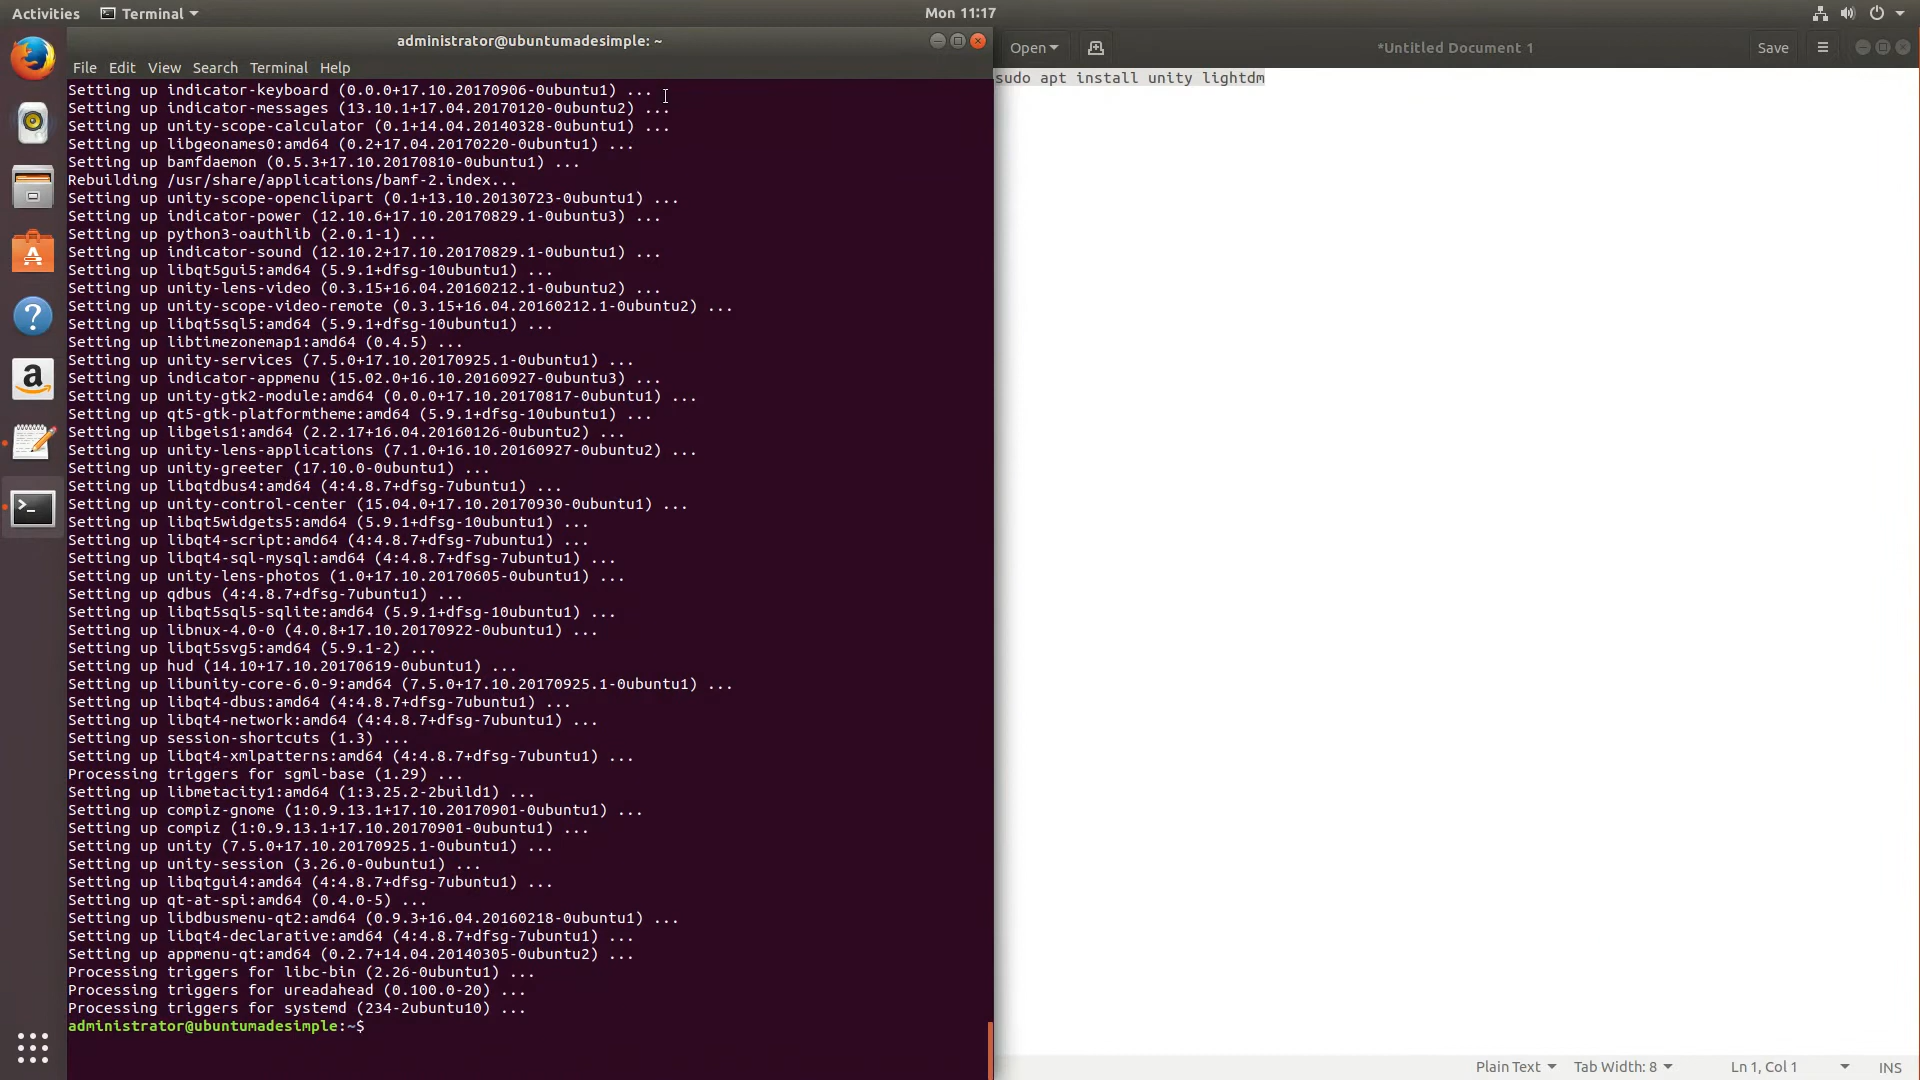 Activities
Terminal
Mon 11:17
administrator@ubuntumadesimple: ~
File Edit View Search Terminal Help
Setting up indicator-keyboard (0.0.0+17.10.20170906-0ubuntu1) ...
Setting up indicator-messages (13.10.1+17.04.20170120-0ubuntu2) ...
Setting up unity-scope-calculator (0.1+14.04.20140328-0ubuntu1) ...
Setting up libgeonames0:amd64 (0.2+17.04.20170220-0ubuntu1) ...
Setting up bamfdaemon (0.5.3+17.10.20170810-0ubuntu1) ...
Rebuilding /usr/share/applications/bamf-2.index...
Setting up unity-scope-openclipart (0.1+13.10.20130723-0ubuntu1) ...
Setting up indicator-power (12.10.6+17.10.20170829.1-0ubuntu3) ...
Setting up python3-oauthlib (2.0.1-1) ...
Setting up indicator-sound (12.10.2+17.10.20170829.1-0ubuntu1) ...
Setting up libqt5gui5:amd64 (5.9.1+dfsg-10ubuntu1) ...
Setting up unity-lens-video (0.3.15+16.04.20160212.1-0ubuntu2) ...
Setting up unity-scope-video-remote (0.3.15+16.04.20160212.1-0ubuntu2) ...
Setting up libqt5sql5:amd64 (5.9.1+dfsg-10ubuntu1) ...
Setting up libtimezonemap1:amd64 (0.4.5) ...
Setting up unity-services (7.5.0+17.10.20170925.1-0ubuntu1) ...
Setting up indicator-appmenu (15.02.0+16.10.20160927-0ubuntu3) ...
Setting up unity-gtk2-module:amd64 (0.0.0+17.10.20170817-0ubuntu1) ...
Setting up qt5-gtk-platformtheme:amd64 (5.9.1+dfsg-10ubuntu1) ...
Setting up libgeis1:amd64 (2.2.17+16.04.20160126-0ubuntu2) ...
Setting up unity-lens-applications (7.1.0+16.10.20160927-0ubuntu2) ...
Setting up unity-greeter (17.10.0-0ubuntu1) ...
Setting up libqtdbus4:amd64 (4:4.8.7+dfsg-7ubuntu1) ...
Setting up unity-control-center (15.04.0+17.10.20170930-0ubuntu1) ...
Setting up libqt5widgets5:amd64 (5.9.1+dfsg-10ubuntu1) ...
Setting up libqt4-script:amd64 (4:4.8.7+dfsg-7ubuntu1) ...
Setting up libqt4-sql-mysql:amd64 (4:4.8.7+dfsg-7ubuntu1) ...
Setting up unity-lens-photos (1.0+17.10.20170605-0ubuntu1) ...
Setting up qdbus (4:4.8.7+dfsg-7ubuntu1) ...
Setting up libqt5sql5-sqlite:amd64 (5.9.1+dfsg-10ubuntu1) ...
Setting up libnux-4.0-0 (4.0.8+17.10.20170922-0ubuntu1) ...
Setting up libqt5svg5:amd64 (5.9.1-2) ...
Setting up hud (14.10+17.10.20170619-0ubuntu1) ...
Setting up libunity-core-6.0-9:amd64 (7.5.0+17.10.20170925.1-0ubuntu1) ...
Setting up libqt4-dbus:amd64 (4:4.8.7+dfsg-7ubuntu1) ...
Setting up libqt4-network:amd64 (4:4.8.7+dfsg-7ubuntu1) ...
Setting up session-shortcuts (1.3) ...
Setting up libqt4-xmlpatterns:amd64 (4:4.8.7+dfsg-7ubuntu1) ...
Processing triggers for sgml-base (1.29) ...
Setting up libmetacity1:amd64 (1:3.25.2-2build1) ...
Setting up compiz-gnome (1:0.9.13.1+17.10.20170901-0ubuntu1) ...
Setting up compiz (1:0.9.13.1+17.10.20170901-0ubuntu1) ...
Setting up unity (7.5.0+17.10.20170925.1-0ubuntu1) ...
Setting up unity-session (3.26.0-0ubuntu1) ...
Setting up libqtgui4:amd64 (4:4.8.7+dfsg-7ubuntu1) ...
Setting up qt-at-spi:amd64 (0.4.0-5) ...
Setting up libdbusmenu-qt2:amd64 (0.9.3+16.04.20160218-0ubuntu1) ...
Setting up libqt4-declarative:amd64 (4:4.8.7+dfsg-7ubuntu1) ...
Setting up appmenu-qt:amd64 (0.2.7+14.04.20140305-0ubuntu2) ...
Processing triggers for libc-bin (2.26-0ubuntu1) ...
Processing triggers for ureadahead (0.100.0-20) ...
Processing triggers for systemd (234-2ubuntu10) ...
administrator@ubuntumadesimple:~$
Open
*Untitled Document 1
Save
sudo apt install unity lightdm
Plain Text
Tab Width: 8
Ln 1, Col 1
INS